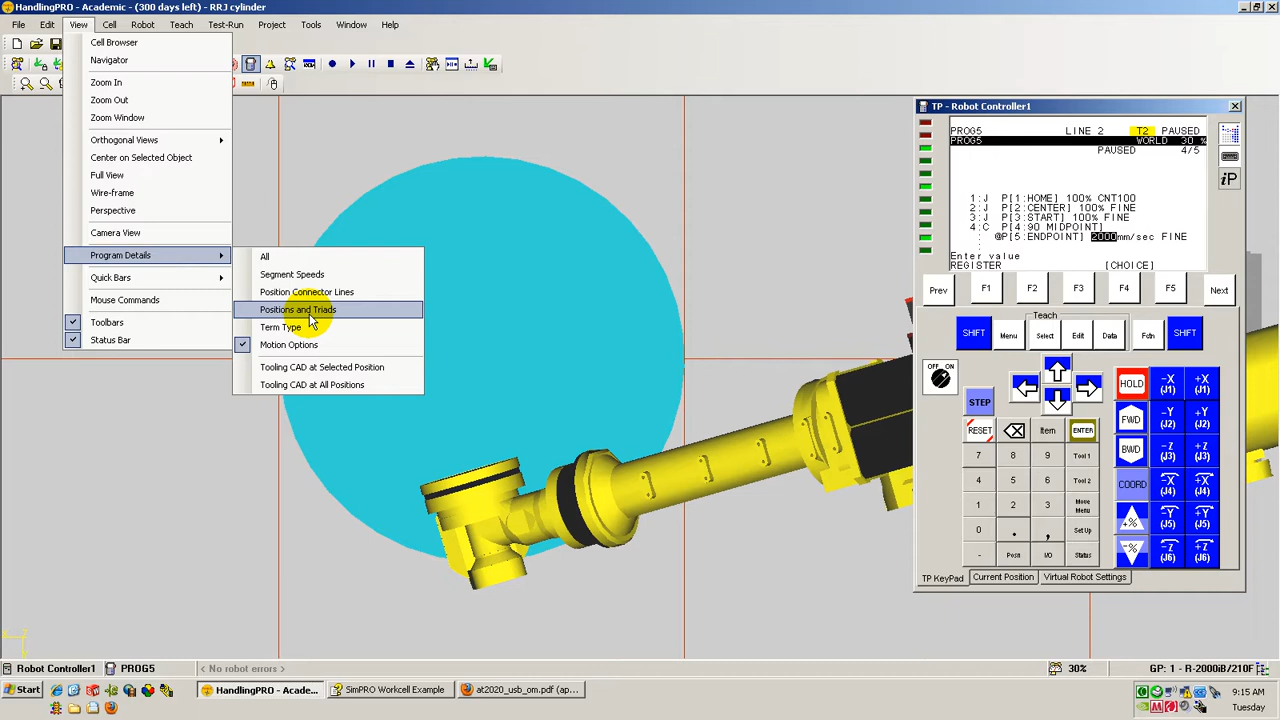 HandlingPRO - Academic - (300 days left) - RRJ cylinder
File Edit View Cell Robot Teach Test-Run Project Tools Window Help
Cell Browser
Navigator
Zoom In
Zoom Out
Zoom Window
Orthogonal Views
Center on Selected Object
Full View
Wire-frame
Perspective
Camera View
Program Details
Quick Bars
Mouse Commands
Toolbars
Status Bar
All
Segment Speeds
Position Connector Lines
Positions and Triads
Term Type
Motion Options
Tooling CAD at Selected Position
Tooling CAD at All Positions
TP - Robot Controller1
PROG5 LINE 2 T2 PAUSED
PROG5 WORLD 30 %
PAUSED 4/5
1:J P[1:HOME] 100% CNT100
2:J P[2:CENTER] 100% FINE
3:J P[3:START] 100% FINE
4:C P[4:90 MIDPOINT]
: @P[5:ENDPOINT] 2000mm/sec FINE
Enter value
REGISTER [CHOICE]
Prev F1 F2 F3 F4 F5 Next
Teach
SHIFT Menu Select Edit Data Fctn SHIFT
OFF ON
STEP
HOLD -X (J1) +X (J1)
FWD -Y (J2) +Y (J2)
BWD -Z (J3) +Z (J3)
COORD -X (J4) +X (J4)
+% -Y (J5) +Y (J5)
-% -Z (J6) +Z (J6)
RESET Item ENTER
7 8 9 Tool 1
4 5 6 Tool 2
1 2 3 Move Menu
0 . , Set Up
- Posn I/O Status
TP KeyPad Current Position Virtual Robot Settings
iP
X Z
Robot Controller1 PROG5 < No robot errors > 30% GP: 1 - R-2000iB/210F
Start HandlingPRO - Acade... SimPRO Workcell Example at2020_usb_om.pdf (ap... 9:15 AM
Tuesday